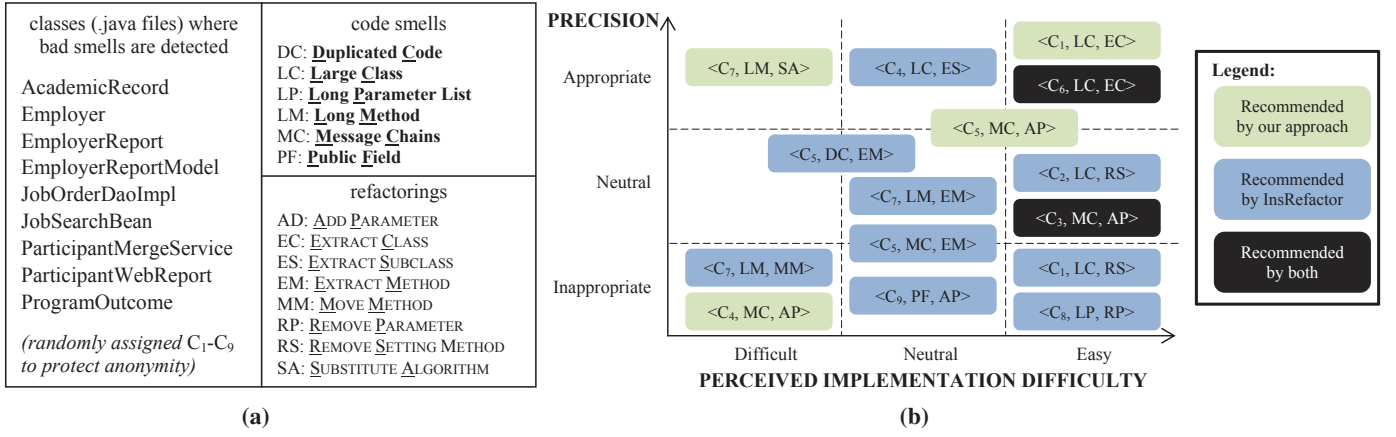 classes (.java files) where
bad smells are detected
AcademicRecord
Employer
EmployerReport
EmployerReportModel
JobOrderDaoImpl
JobSearchBean
ParticipantMergeService
ParticipantWebReport
ProgramOutcome
(randomly assigned C1-C9
to protect anonymity)
code smells
DC: Duplicated Code
LC: Large Class
LP: Long Parameter List
LM: Long Method
MC: Message Chains
PF: Public Field
refactorings
AD: ADD PARAMETER
EC: EXTRACT CLASS
ES: EXTRACT SUBCLASS
EM: EXTRACT METHOD
MM: MOVE METHOD
RP: REMOVE PARAMETER
RS: REMOVE SETTING METHOD
SA: SUBSTITUTE ALGORITHM
(a)
PRECISION
Appropriate
Neutral
Inappropriate
<C1, LC, EC>
<C7, LM, SA>
<C4, LC, ES>
<C6, LC, EC>
<C5, MC, AP>
<C5, DC, EM>
<C2, LC, RS>
<C7, LM, EM>
<C3, MC, AP>
<C5, MC, EM>
<C7, LM, MM>
<C1, LC, RS>
<C9, PF, AP>
<C4, MC, AP>
<C8, LP, RP>
Difficult
Neutral
Easy
PERCEIVED IMPLEMENTATION DIFFICULTY
(b)
Legend:
Recommended
by our approach
Recommended
by InsRefactor
Recommended
by both